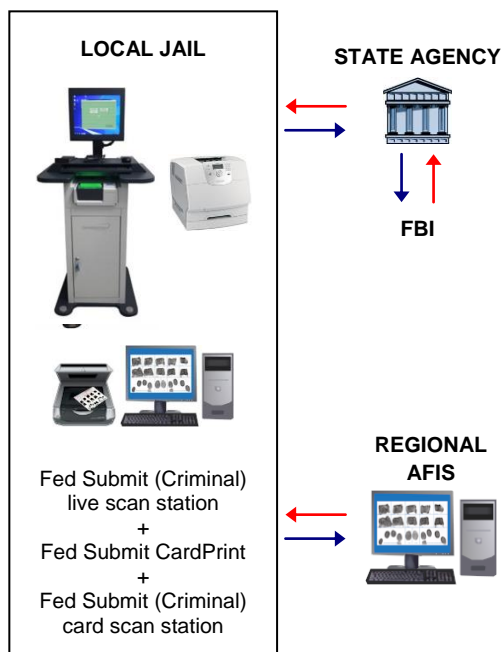 LOCAL JAIL
STATE AGENCY
FBI
REGIONAL
AFIS
Fed Submit (Criminal)
live scan station
+
Fed Submit CardPrint
+
Fed Submit (Criminal)
card scan station